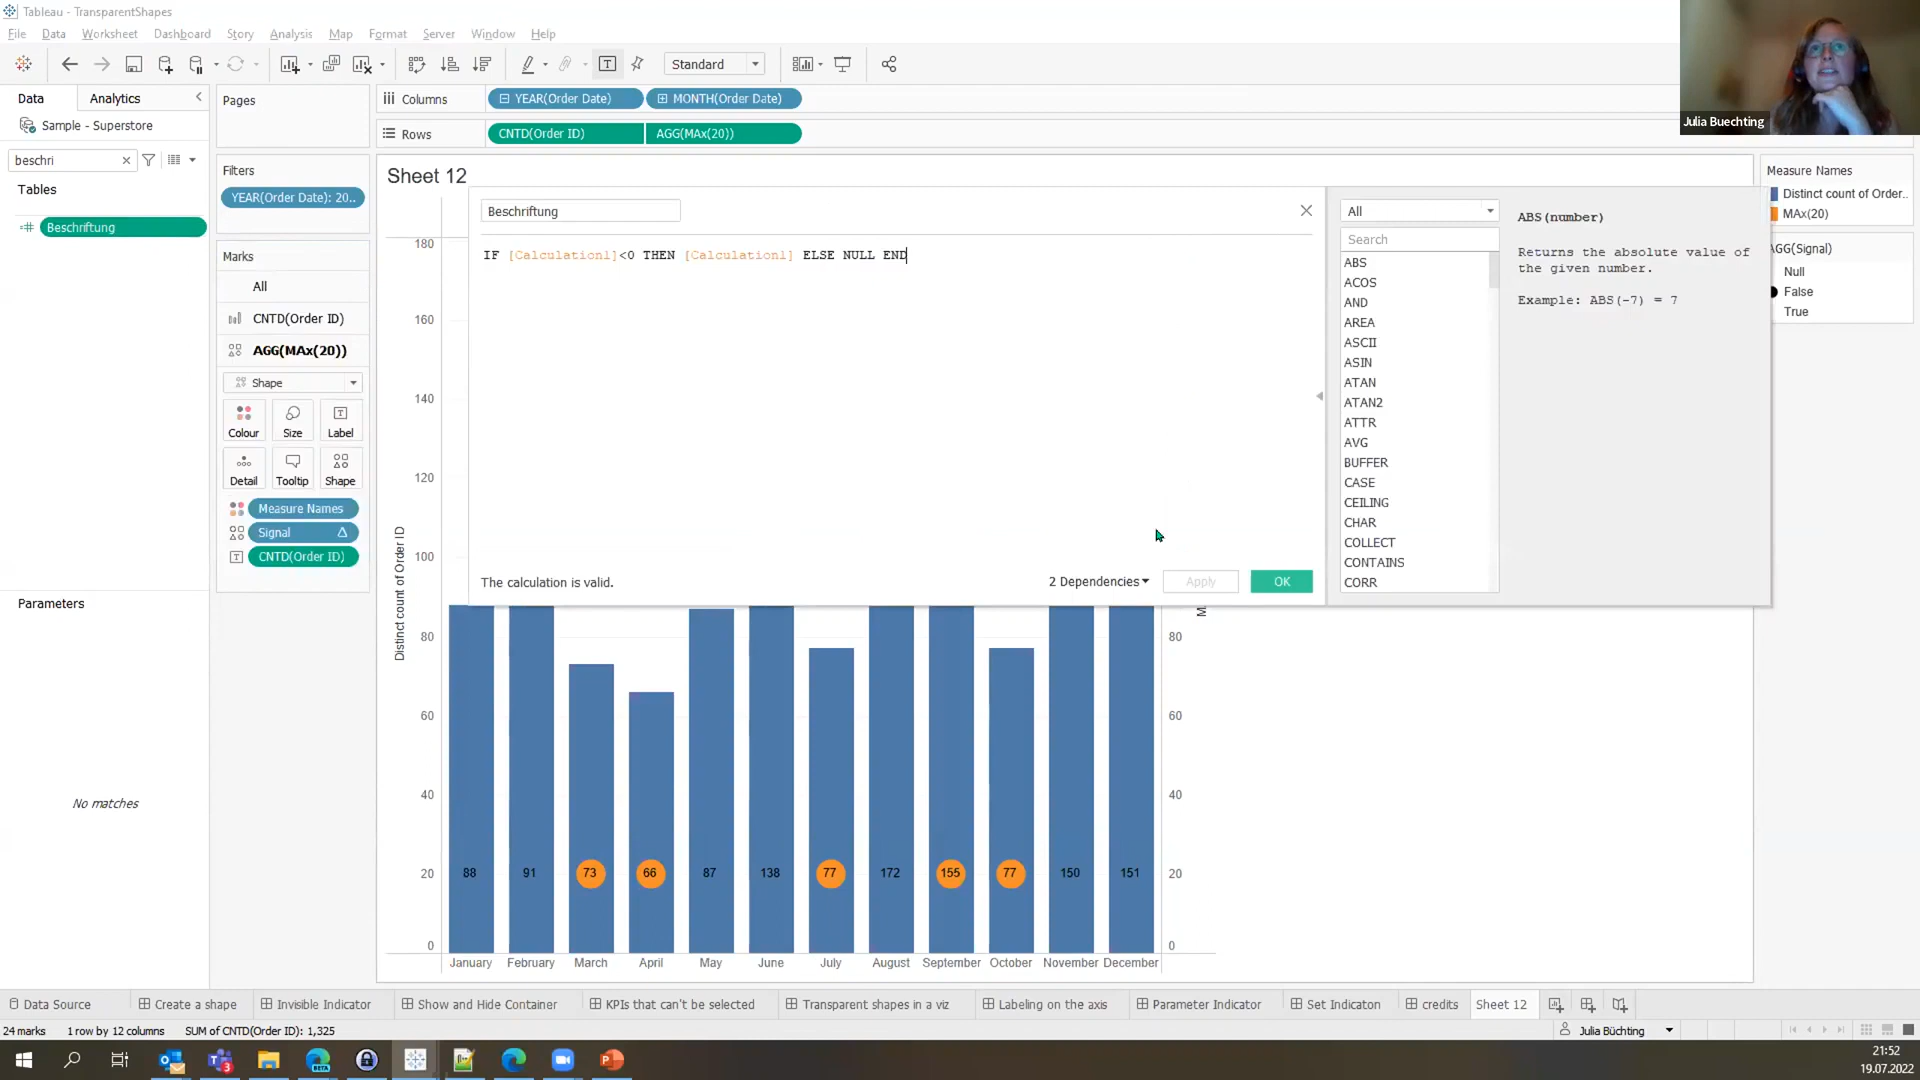 Tableau - TransparentShapes
File Data Worksheet Dashboard Story Analysis Map Format Server Window Help
Standard
Data Analytics
Sample - Superstore
beschri
Tables
Beschriftung
Parameters
No matches
Pages
Filters
YEAR(Order Date): 20..
Marks
All
CNTD(Order ID)
AGG(MAx(20))
Shape
Colour Size Label
Detail Tooltip Shape
Measure Names
Signal
CNTD(Order ID)
Columns YEAR(Order Date) MONTH(Order Date)
Rows CNTD(Order ID) AGG(MAx(20))
Sheet 12
Beschriftung
IF [Calculation1]<0 THEN [Calculation1] ELSE NULL END
The calculation is valid.
2 Dependencies Apply OK
All
Search
ABS
ACOS
AND
AREA
ASCII
ASIN
ATAN
ATAN2
ATTR
AVG
BUFFER
CASE
CEILING
CHAR
COLLECT
CONTAINS
CORR
ABS(number)
Returns the absolute value of
the given number.
Example: ABS(-7) = 7
Julia Buechting
Measure Names
Distinct count of Order..
MAx(20)
AGG(Signal)
Null
False
True
Distinct count of Order ID
180
160
140
120
100
80
60
40
20
0
88 91 73 66 87 138 77 172 155 77 150 151
January February March April May June July August September October November December
M
80
60
40
20
0
Data Source Create a shape Invisible Indicator Show and Hide Container KPIs that can't be selected Transparent shapes in a viz Labeling on the axis Parameter Indicator Set Indicaton credits Sheet 12
24 marks 1 row by 12 columns SUM of CNTD(Order ID): 1,325
Julia Büchting
3
BETA
21:52
19.07.2022